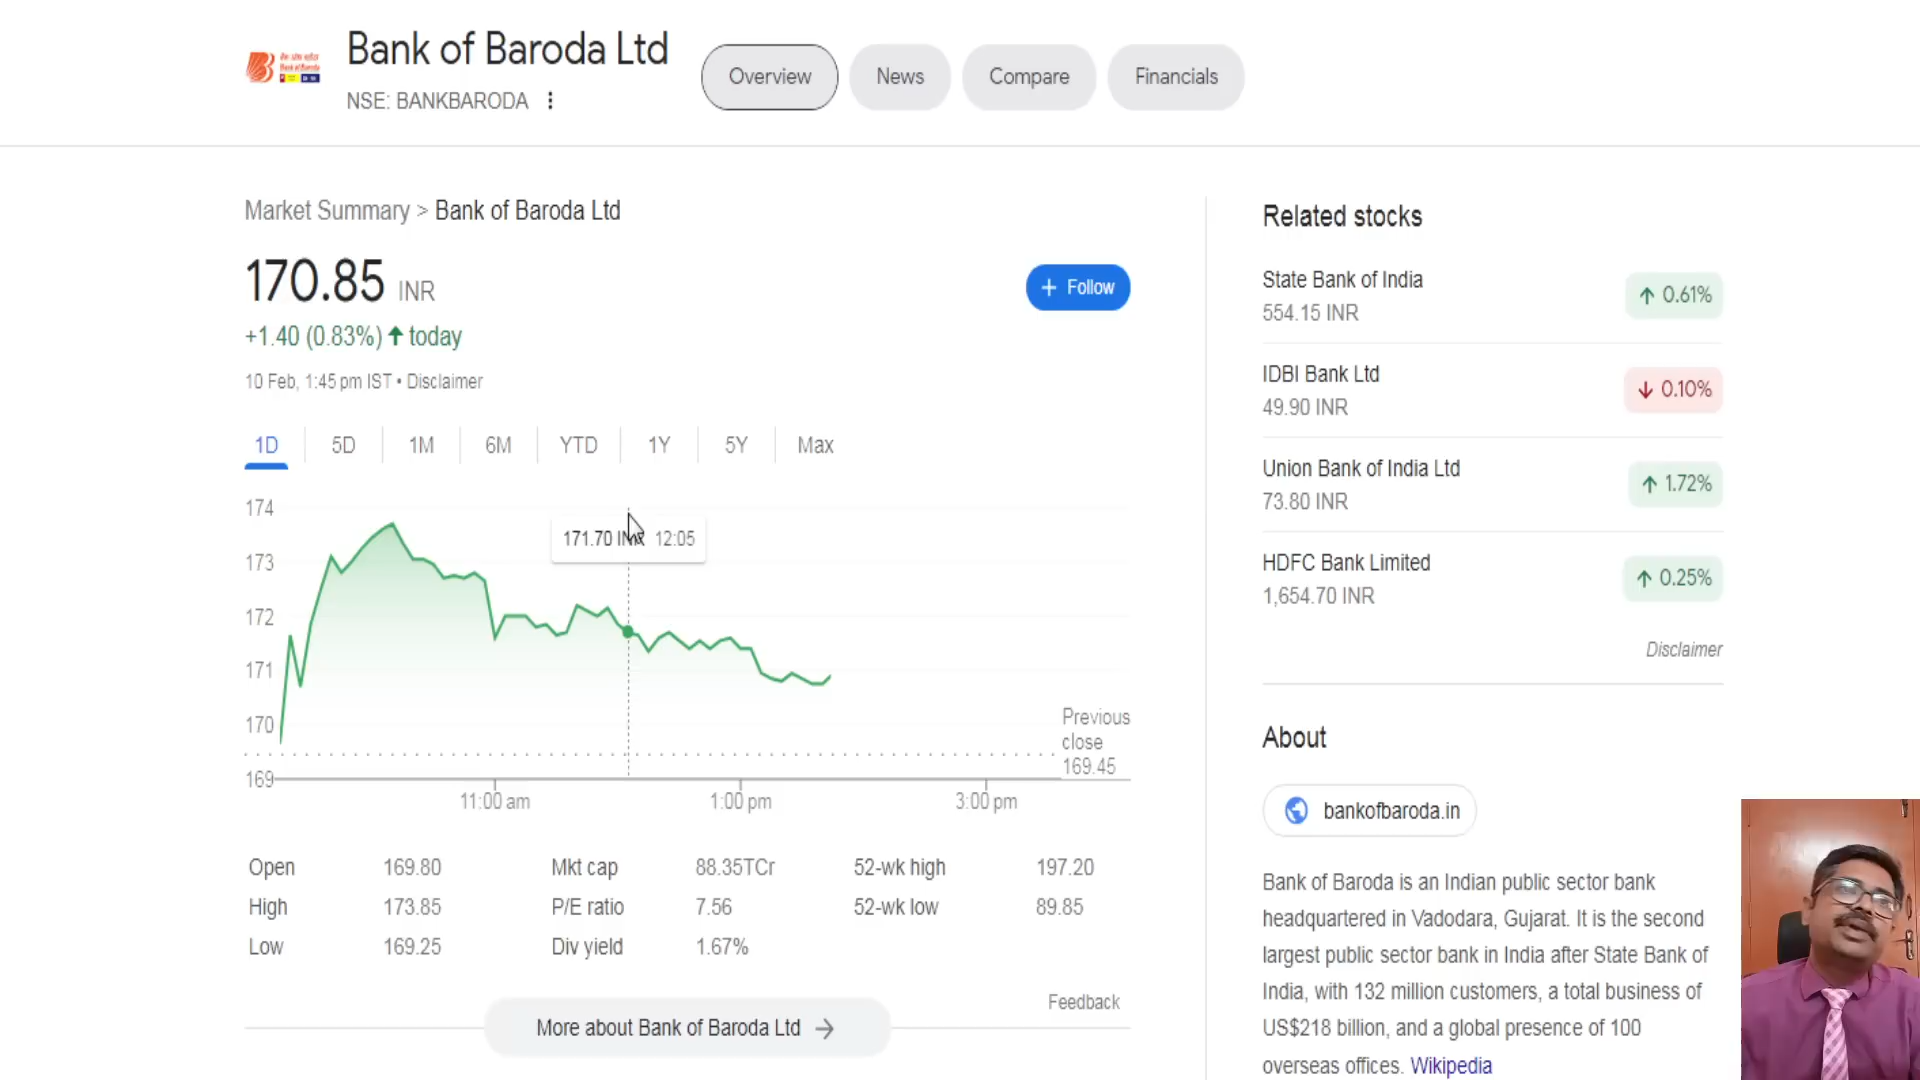 Bank of Baroda Ltd
NSE: BANKBARODA
Overview
News
Compare
Financials
Market Summary > Bank of Baroda Ltd
170.85 INR
+1.40 (0.83%) ↑ today
10 Feb, 1:45 pm IST • Disclaimer
+ Follow
1D 5D 1M 6M YTD 1Y 5Y Max
174
173
172
171
170
169
171.70 INR 12:05
Previous
close
169.45
11:00 am 1:00 pm 3:00 pm
Open 169.80 Mkt cap 88.35TCr 52-wk high 197.20
High 173.85 P/E ratio 7.56 52-wk low 89.85
Low 169.25 Div yield 1.67%
Feedback
More about Bank of Baroda Ltd →
Related stocks
State Bank of India
554.15 INR
↑ 0.61%
IDBI Bank Ltd
49.90 INR
↓ 0.10%
Union Bank of India Ltd
73.80 INR
↑ 1.72%
HDFC Bank Limited
1,654.70 INR
↑ 0.25%
Disclaimer
About
bankofbaroda.in
Bank of Baroda is an Indian public sector bank
headquartered in Vadodara, Gujarat. It is the second
largest public sector bank in India after State Bank of
India, with 132 million customers, a total business of
US$218 billion, and a global presence of 100
overseas offices. Wikipedia